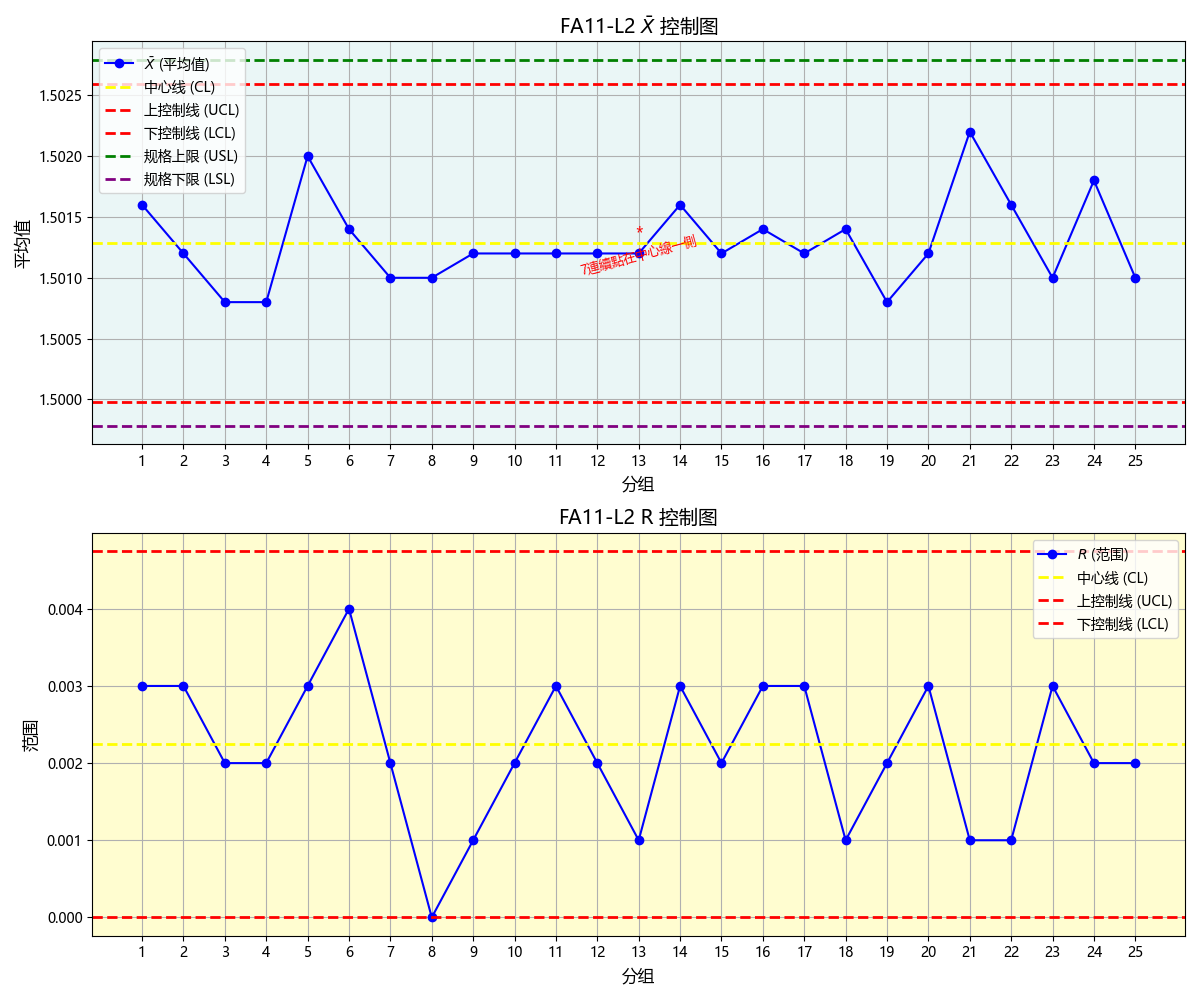 FA11-L2 X̄ 控制图
X̄ (平均值)
中心线 (CL)
上控制线 (UCL)
下控制线 (LCL)
规格上限 (USL)
规格下限 (LSL)
平均值
1.5025
1.5020
1.5015
1.5010
1.5005
1.5000
*
7連續點在中心線一側
1 2 3 4 5 6 7 8 9 10 11 12 13 14 15 16 17 18 19 20 21 22 23 24 25
分组
FA11-L2 R 控制图
R (范围)
中心线 (CL)
上控制线 (UCL)
下控制线 (LCL)
范围
0.004
0.003
0.002
0.001
0.000
1 2 3 4 5 6 7 8 9 10 11 12 13 14 15 16 17 18 19 20 21 22 23 24 25
分组